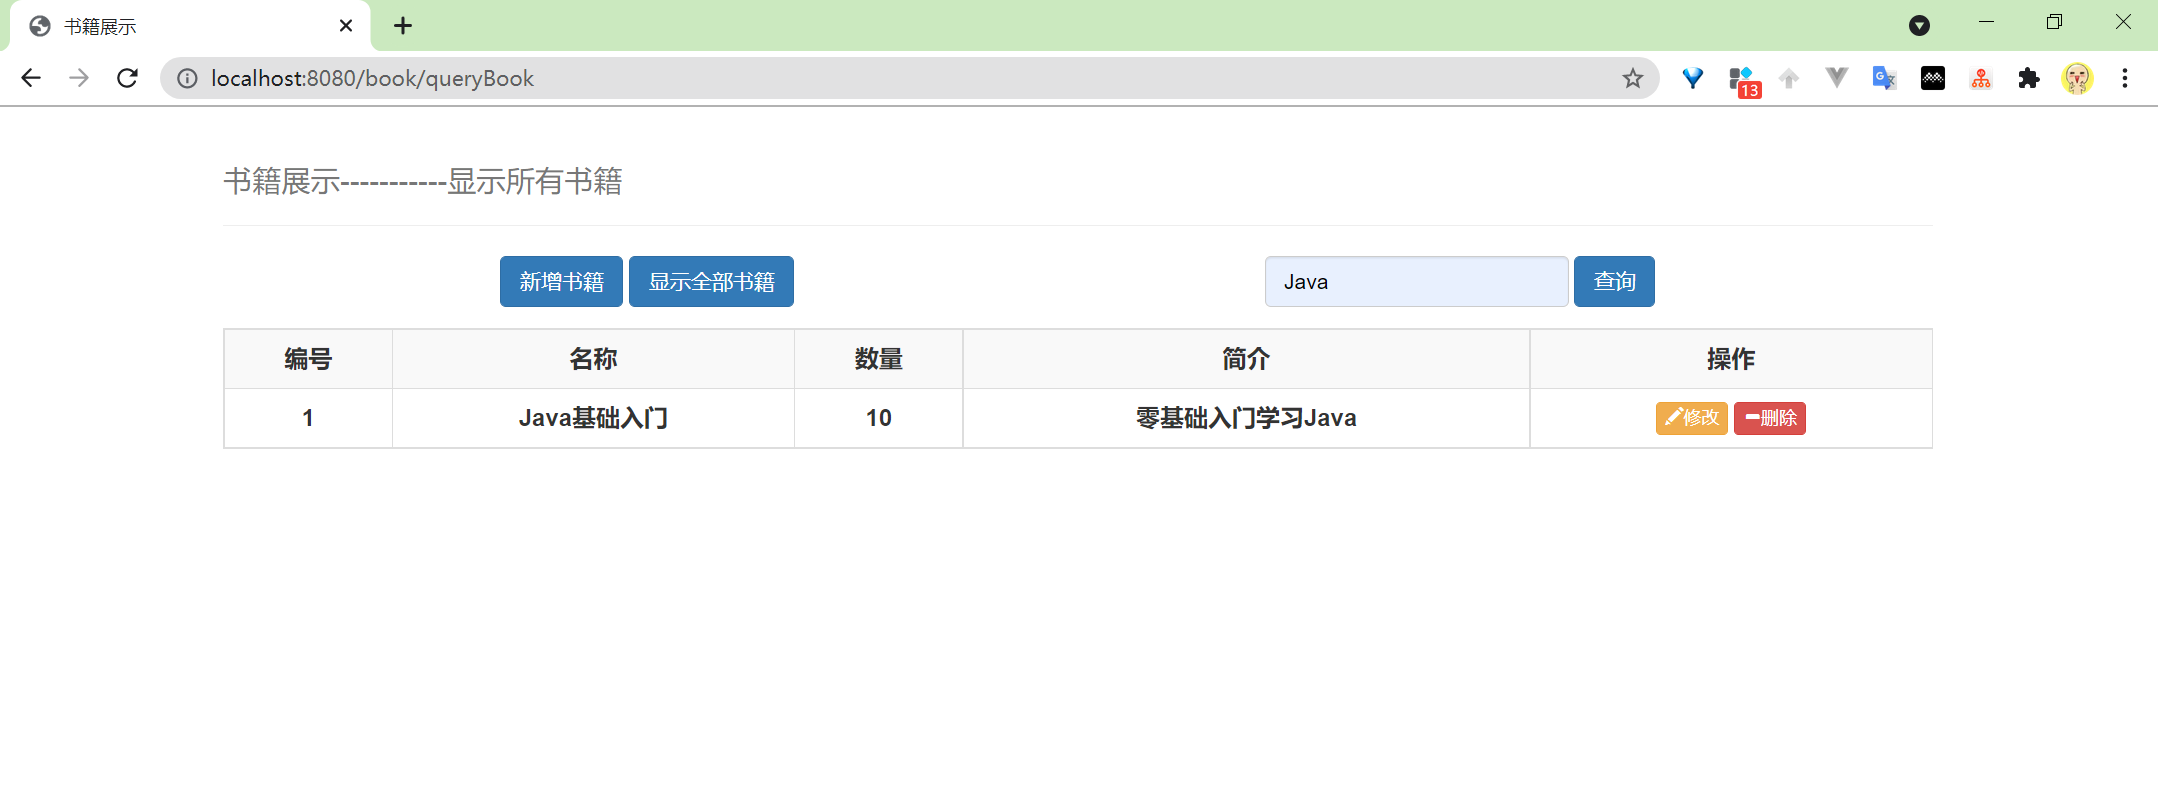 书籍展示
localhost:8080/book/queryBook
13
书籍展示-----------显示所有书籍
新增书籍 显示全部书籍 Java 查询
编号 名称 数量 简介 操作
1 Java基础入门 10 零基础入门学习Java 修改 删除